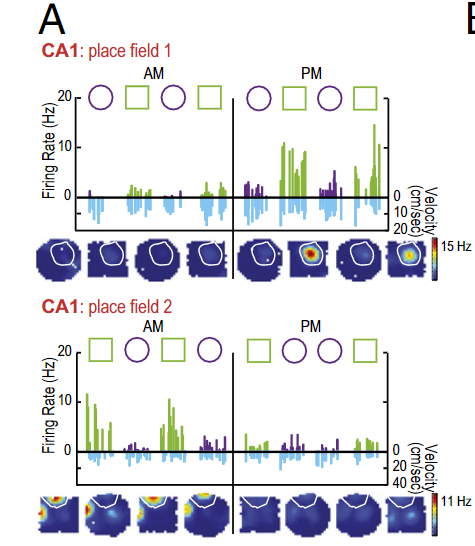 A
CA1: place field 1
AM PM
20
10
0
Firing Rate (Hz)
0
10
20
Velocity
(cm/sec)
15 Hz
CA1: place field 2
AM PM
20
10
0
Firing Rate (Hz)
0
20
40
Velocity
(cm/sec)
11 Hz